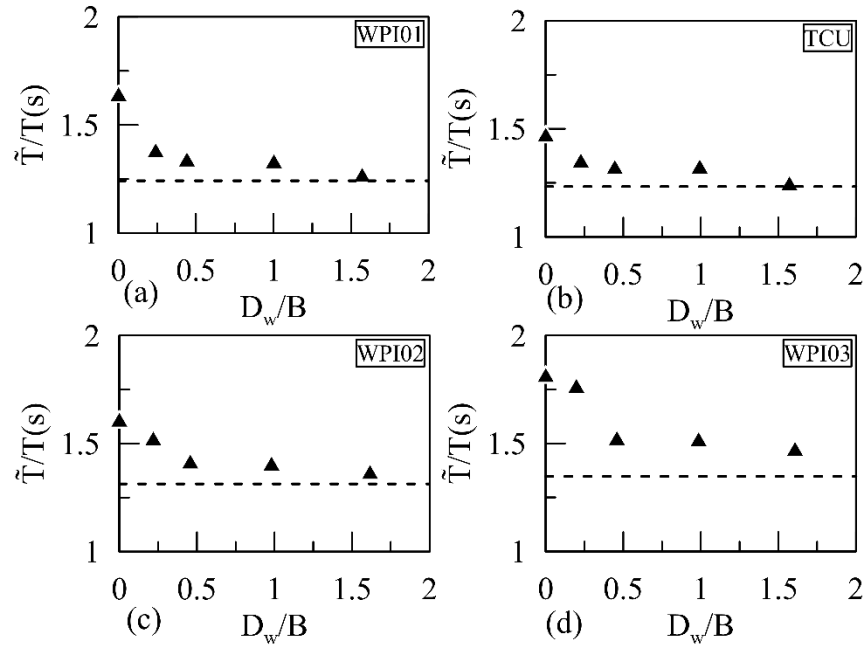 2
WPI01
1.5
1
T̃/T(s)
0 0.5 1 1.5 2
(a)
D_w/B
2
TCU
1.5
1
T̃/T(s)
0 0.5 1 1.5 2
(b)
D_w/B
2
WPI02
1.5
1
T̃/T(s)
0 0.5 1 1.5 2
(c)
D_w/B
2
WPI03
1.5
1
T̃/T(s)
0 0.5 1 1.5 2
(d)
D_w/B